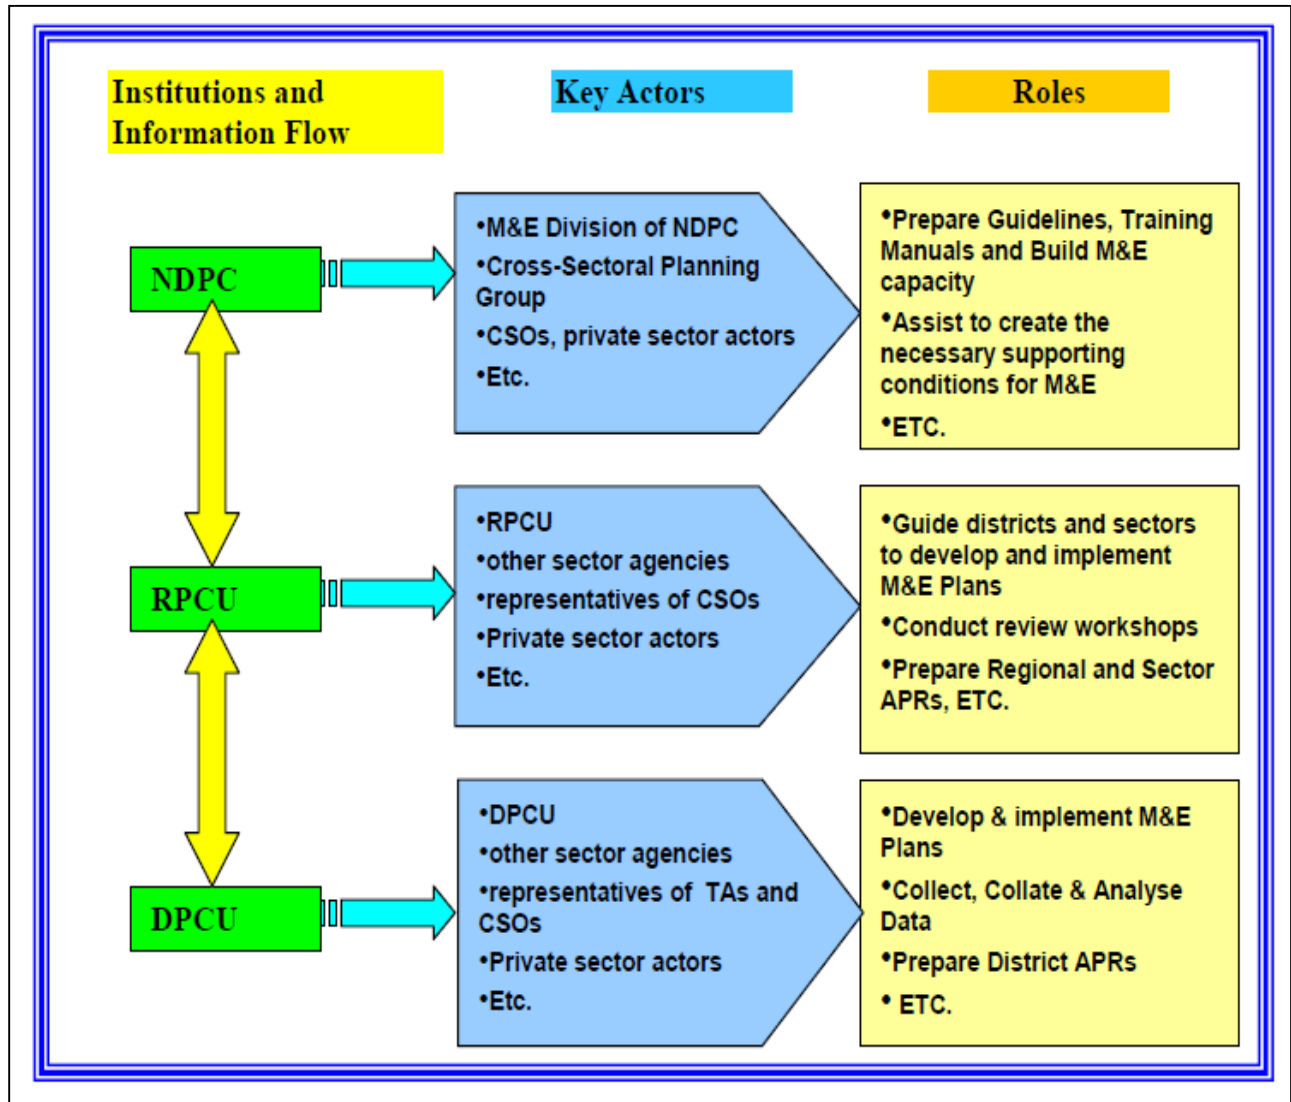 Institutions and
Information Flow
Key Actors
Roles
NDPC
•M&E Division of NDPC
•Cross-Sectoral Planning
Group
•CSOs, private sector actors
•Etc.
•Prepare Guidelines, Training
Manuals and Build M&E
capacity
•Assist to create the
necessary supporting
conditions for M&E
•ETC.
RPCU
•RPCU
•other sector agencies
•representatives of CSOs
•Private sector actors
•Etc.
•Guide districts and sectors
to develop and implement
M&E Plans
•Conduct review workshops
•Prepare Regional and Sector
APRs, ETC.
DPCU
•DPCU
•other sector agencies
•representatives of TAs and
CSOs
•Private sector actors
•Etc.
•Develop & implement M&E
Plans
•Collect, Collate & Analyse
Data
•Prepare District APRs
• ETC.